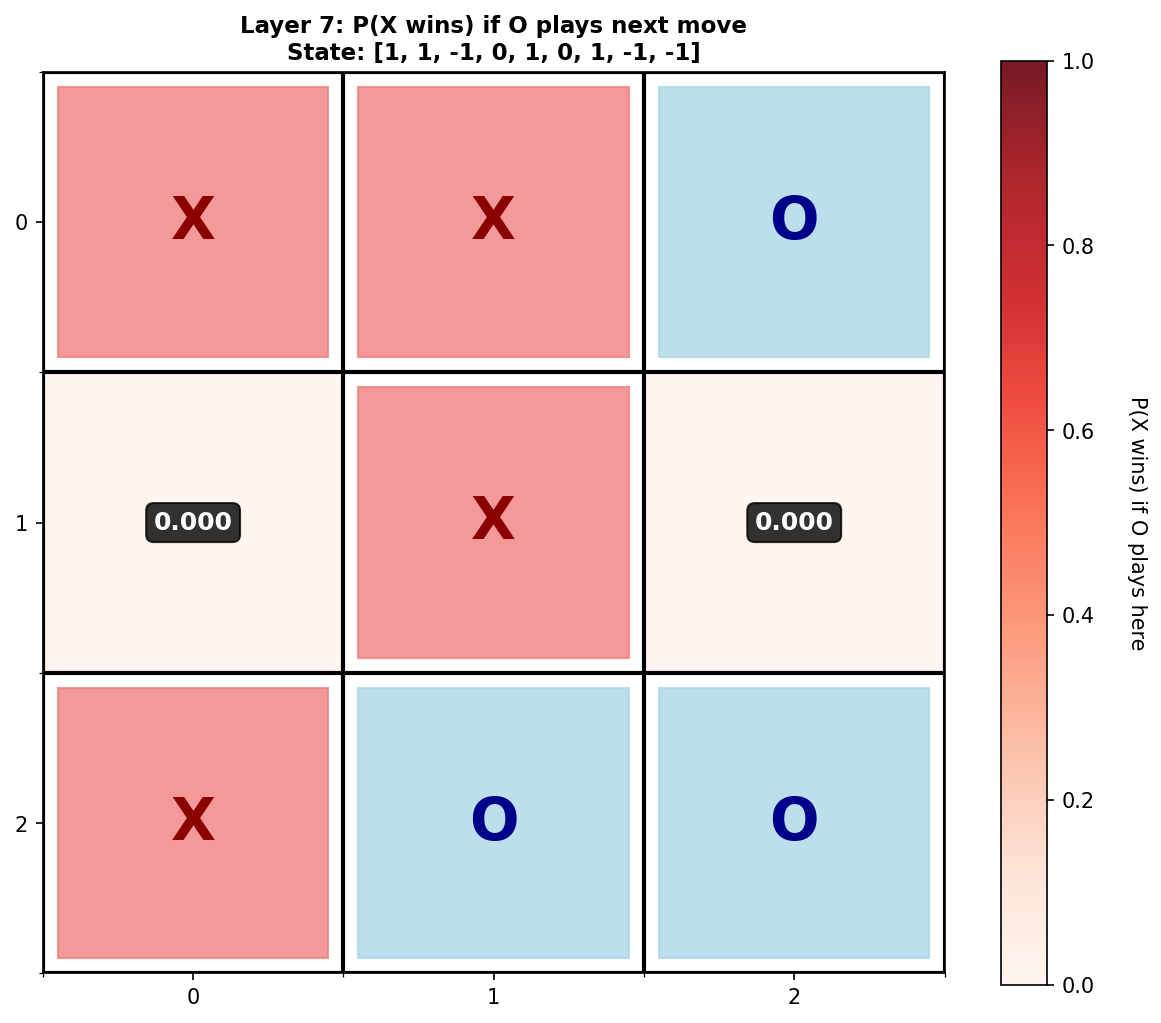 Layer 7: P(X wins) if O plays next move
State: [1, 1, -1, 0, 1, 0, 1, -1, -1]
0
X
X
O
1
0.000
X
0.000
2
X
O
O
0
1
2
1.0
0.8
0.6
0.4
0.2
0.0
P(X wins) if O plays here